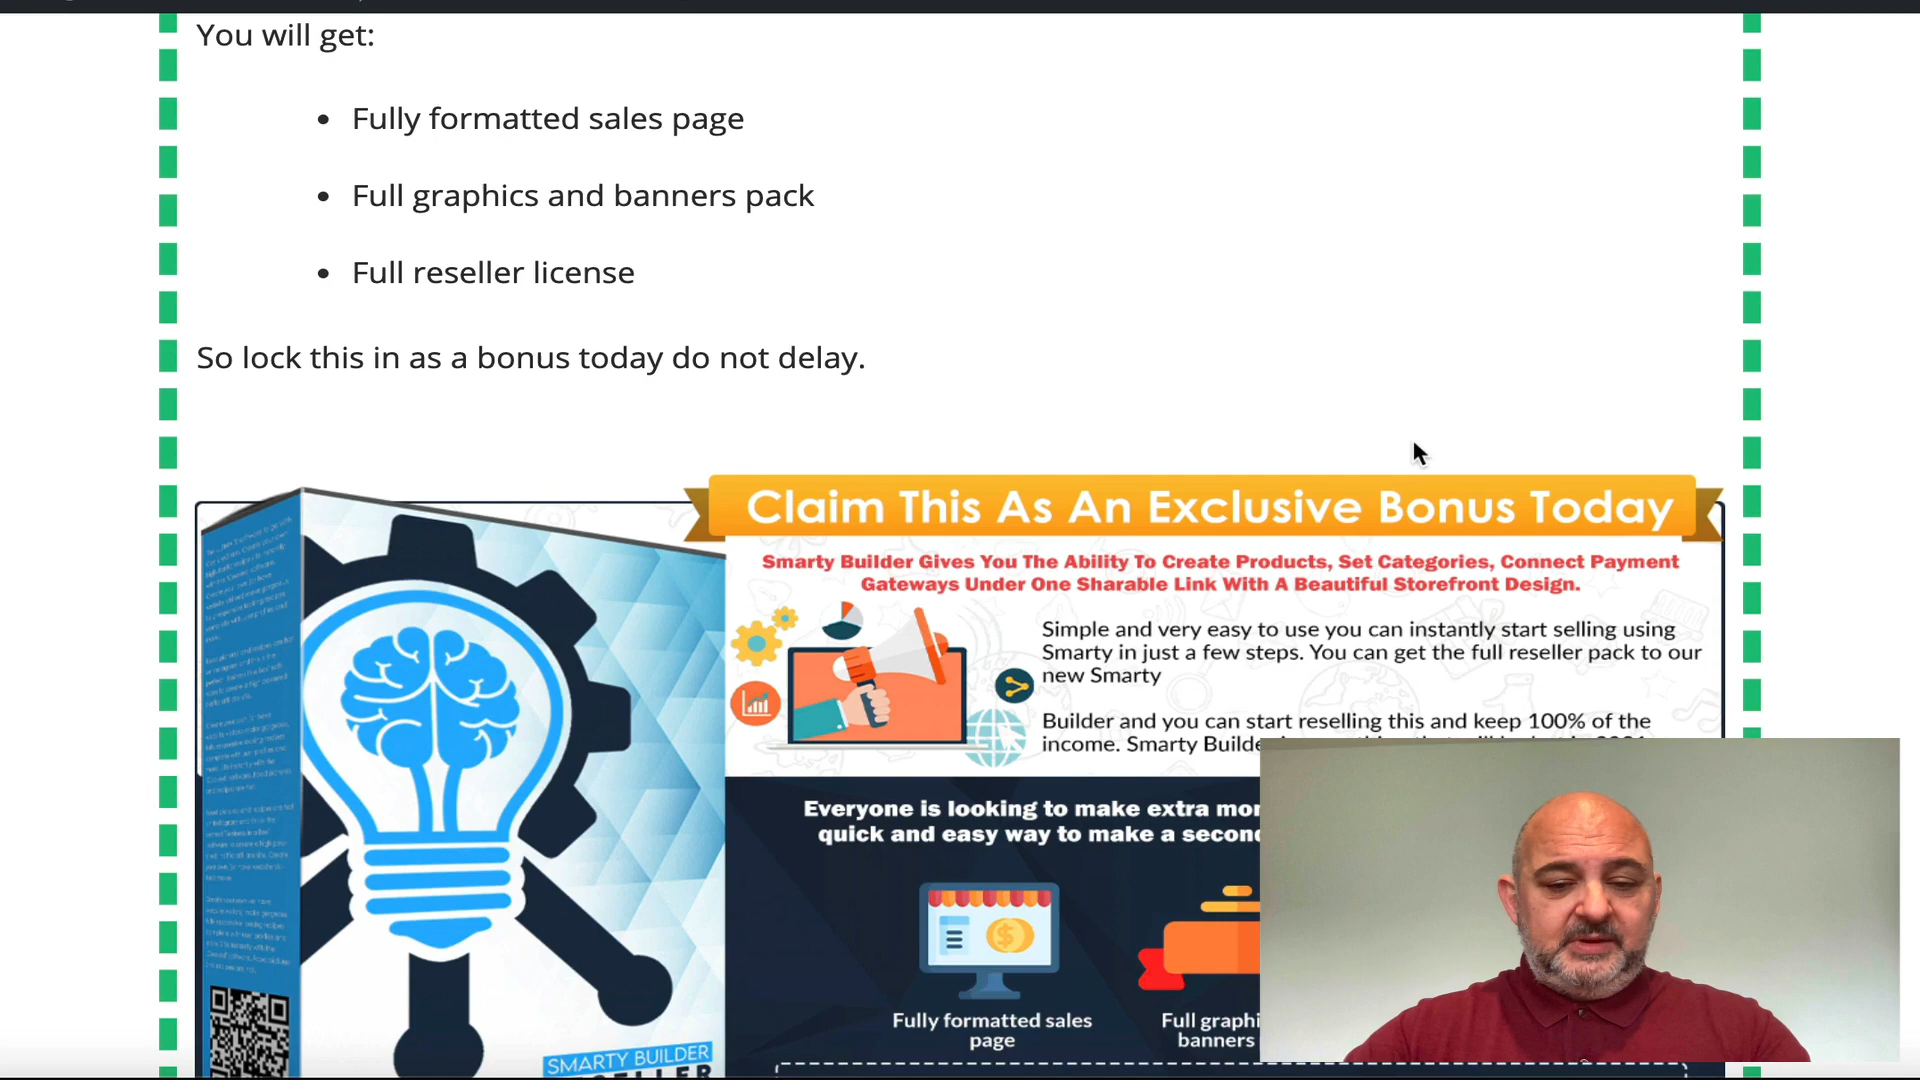 You will get:
• Fully formatted sales page
• Full graphics and banners pack
• Full reseller license
So lock this in as a bonus today do not delay.
Claim This As An Exclusive Bonus Today
Smarty Builder Gives You The Ability To Create Products, Set Categories, Connect Payment
Gateways Under One Sharable Link With A Beautiful Storefront Design.
Simple and very easy to use you can instantly start selling using
Smarty in just a few steps. You can get the full reseller pack to our
new Smarty
Builder and you can start reselling this and keep 100% of the
income. Smarty Builde
Everyone is looking to make extra mo
quick and easy way to make a secon
Fully formatted sales
page
Full graphi
banners
SMARTY BUILDER